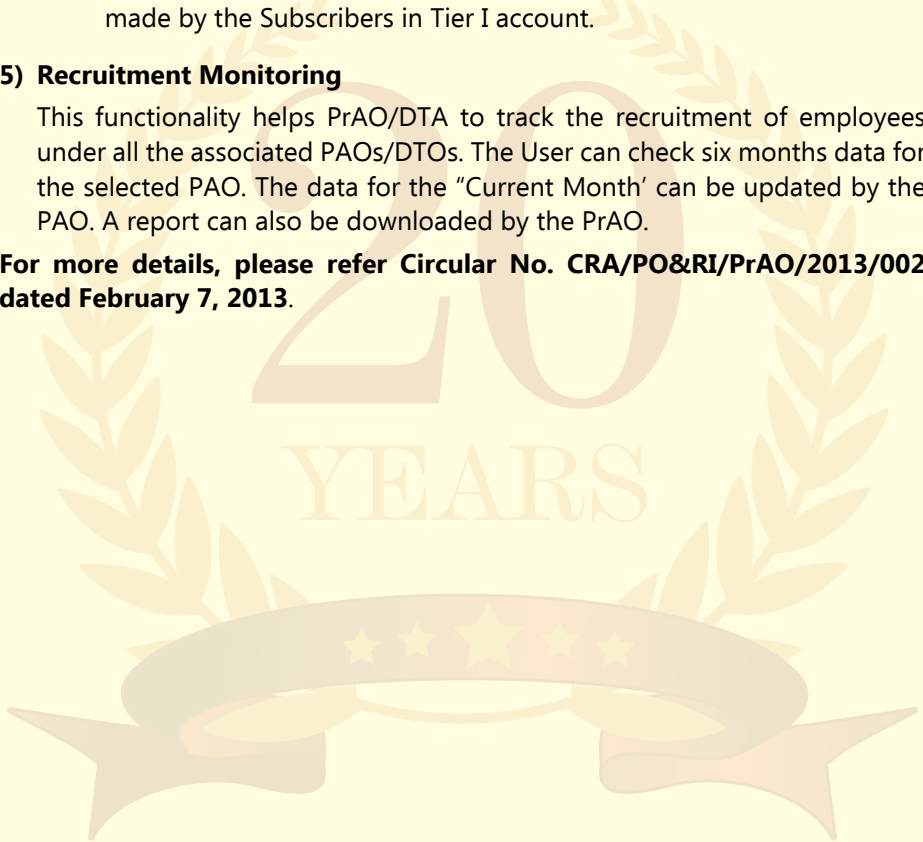 made by the Subscribers in Tier I account.
5) Recruitment Monitoring
This functionality helps PrAO/DTA to track the recruitment of employees
under all the associated PAOs/DTOs. The User can check six months data for
the selected PAO. The data for the “Current Month’ can be updated by the
PAO. A report can also be downloaded by the PrAO.
For more details, please refer Circular No. CRA/PO&RI/PrAO/2013/002
dated February 7, 2013.
20
YEARS